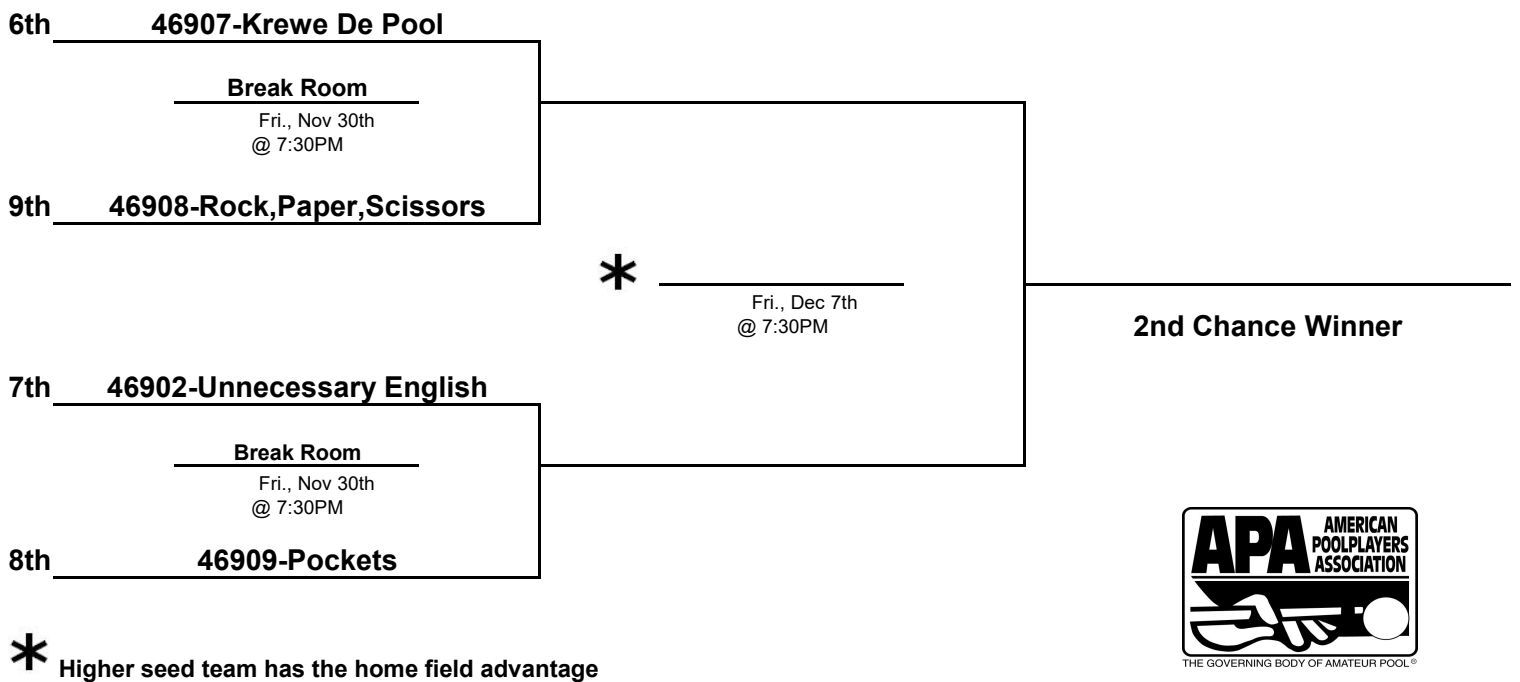 6th 46907-Krewe De Pool
Break Room
Fri., Nov 30th
@ 7:30PM
9th 46908-Rock,Paper,Scissors
*
Fri., Dec 7th
@ 7:30PM
2nd Chance Winner
7th 46902-Unnecessary English
Break Room
Fri., Nov 30th
@ 7:30PM
8th 46909-Pockets
* Higher seed team has the home field advantage
APA
AMERICAN
POOLPLAYERS
ASSOCIATION
THE GOVERNING BODY OF AMATEUR POOL®